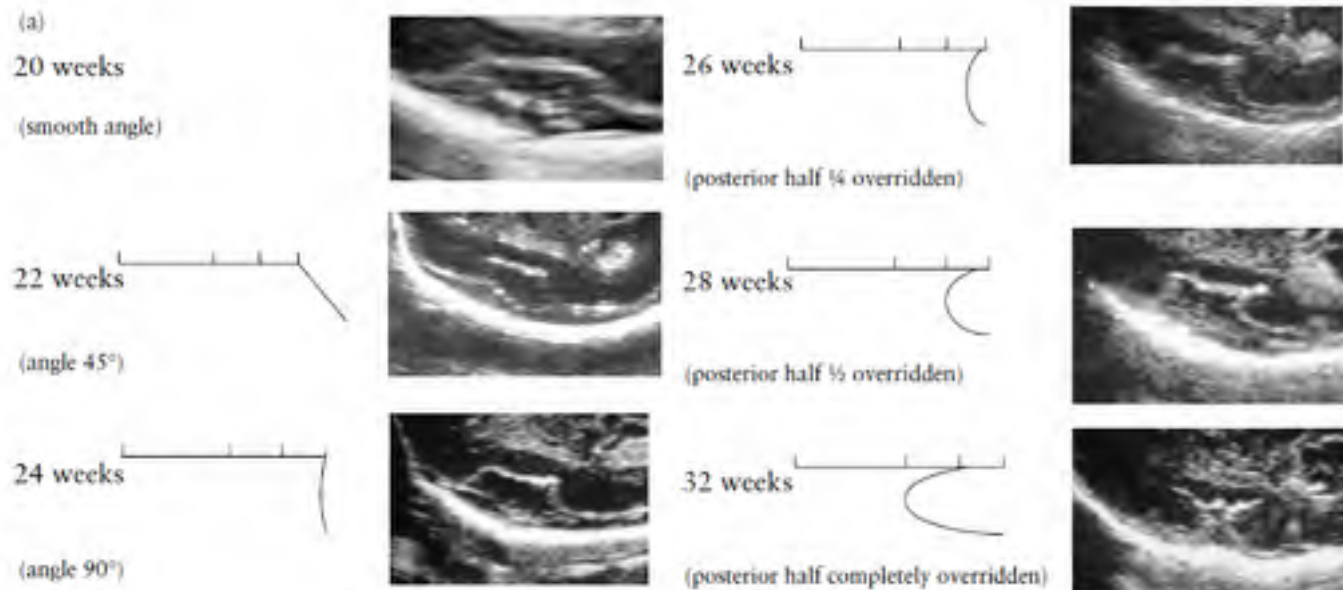 (a)
20 weeks
(smooth angle)
22 weeks
(angle 45°)
24 weeks
(angle 90°)
26 weeks
(posterior half ¼ overridden)
28 weeks
(posterior half ½ overridden)
32 weeks
(posterior half completely overridden)